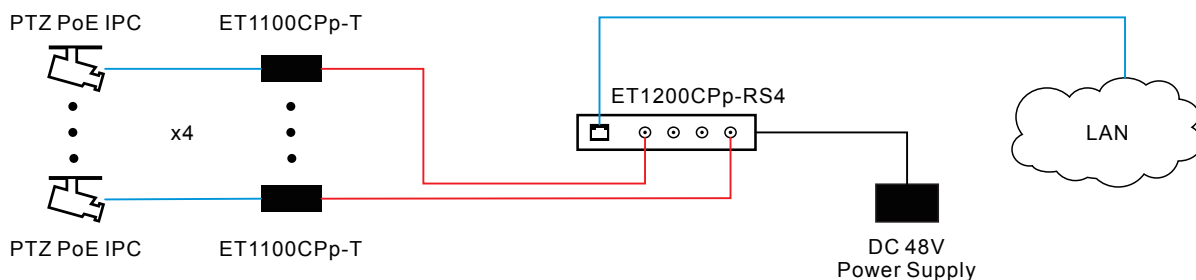 PTZ PoE IPC
ET1100CPp-T
ET1200CPp-RS4
x4
LAN
PTZ PoE IPC
ET1100CPp-T
DC 48V
Power Supply